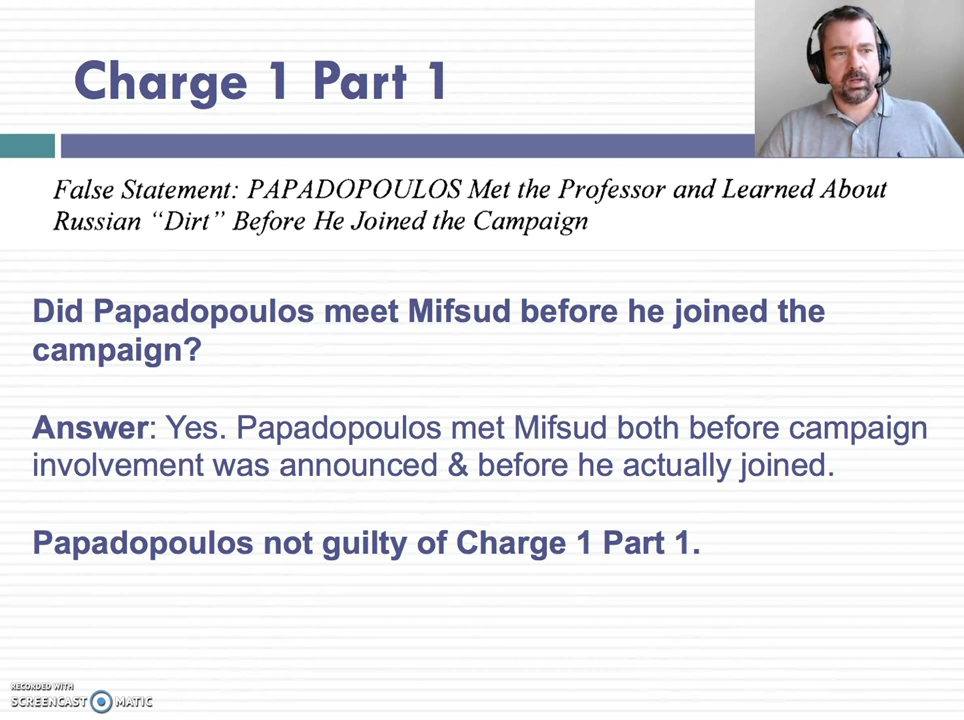 Charge 1 Part 1
False Statement: PAPADOPOULOS Met the Professor and Learned About
Russian “Dirt” Before He Joined the Campaign
Did Papadopoulos meet Mifsud before he joined the
campaign?
Answer: Yes. Papadopoulos met Mifsud both before campaign
involvement was announced & before he actually joined.
Papadopoulos not guilty of Charge 1 Part 1.
RECORDED WITH
SCREENCAST MATIC